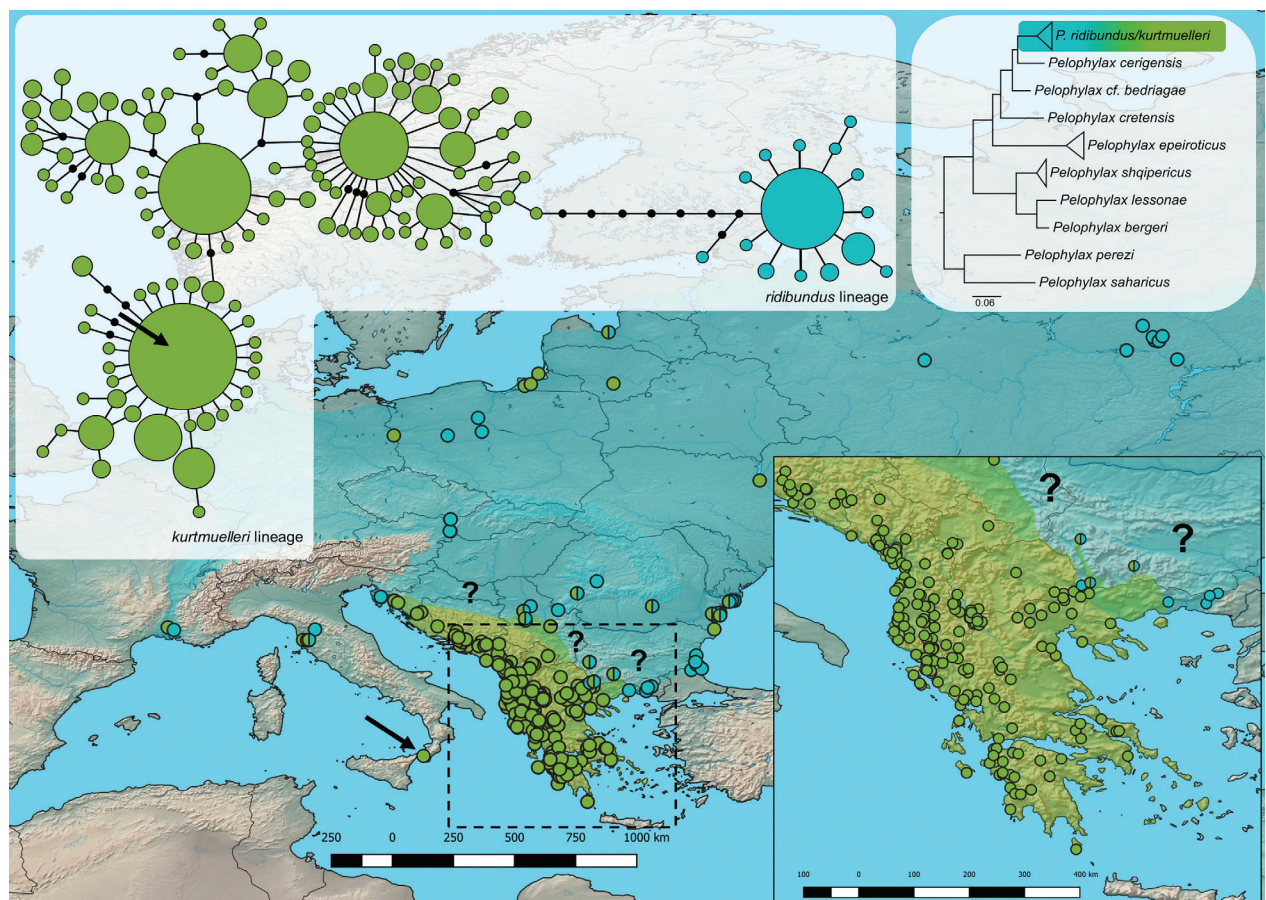 P. ridibundus/kurtmuelleri
Pelophylax cerigensis
Pelophylax cf. bedriagae
Pelophylax cretensis
Pelophylax epeiroticus
Pelophylax shqipericus
Pelophylax lessonae
Pelophylax bergeri
Pelophylax perezi
Pelophylax saharicus
0.06
ridibundus lineage
kurtmuelleri lineage
?
?
?
?
?
250 0 250 500 750 1000 km
100 0 100 200 300 400 km